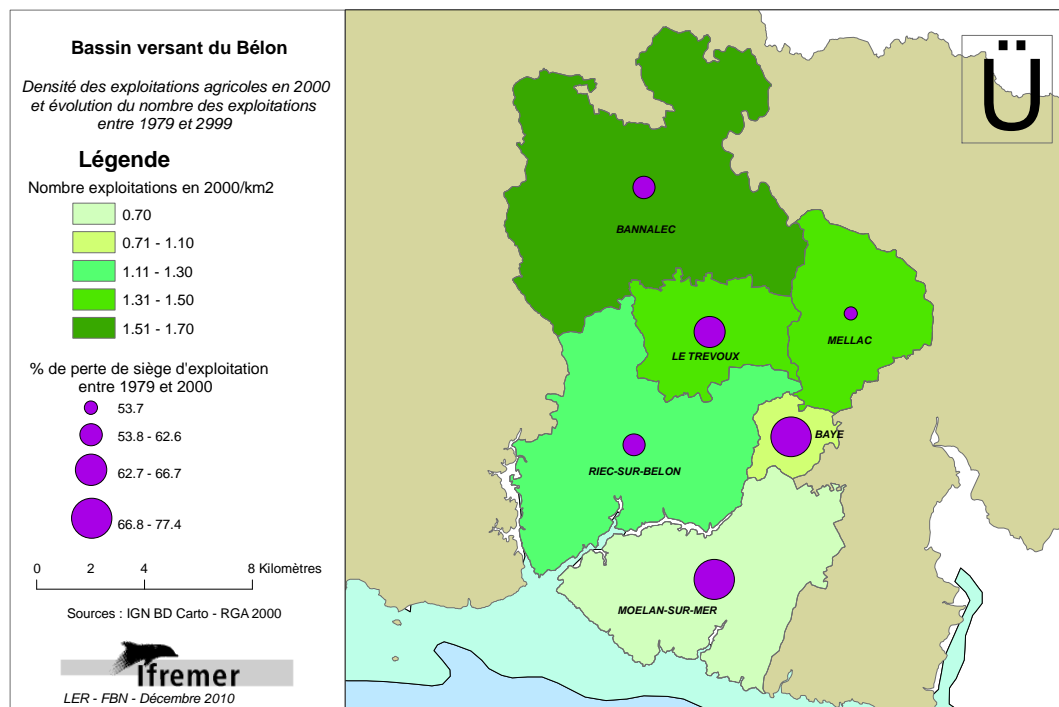 Bassin versant du Bélon
Densité des exploitations agricoles en 2000
et évolution du nombre des exploitations
entre 1979 et 2999
Légende
Nombre exploitations en 2000/km2
0.70
0.71 - 1.10
1.11 - 1.30
1.31 - 1.50
1.51 - 1.70
% de perte de siège d'exploitation
entre 1979 et 2000
53.7
53.8 - 62.6
62.7 - 66.7
66.8 - 77.4
0 2 4 8 Kilomètres
Sources : IGN BD Carto - RGA 2000
Ifremer
LER - FBN - Décembre 2010
Ü
BANNALEC
MELLAC
LE TREVOUX
BAYE
RIEC-SUR-BELON
MOELAN-SUR-MER